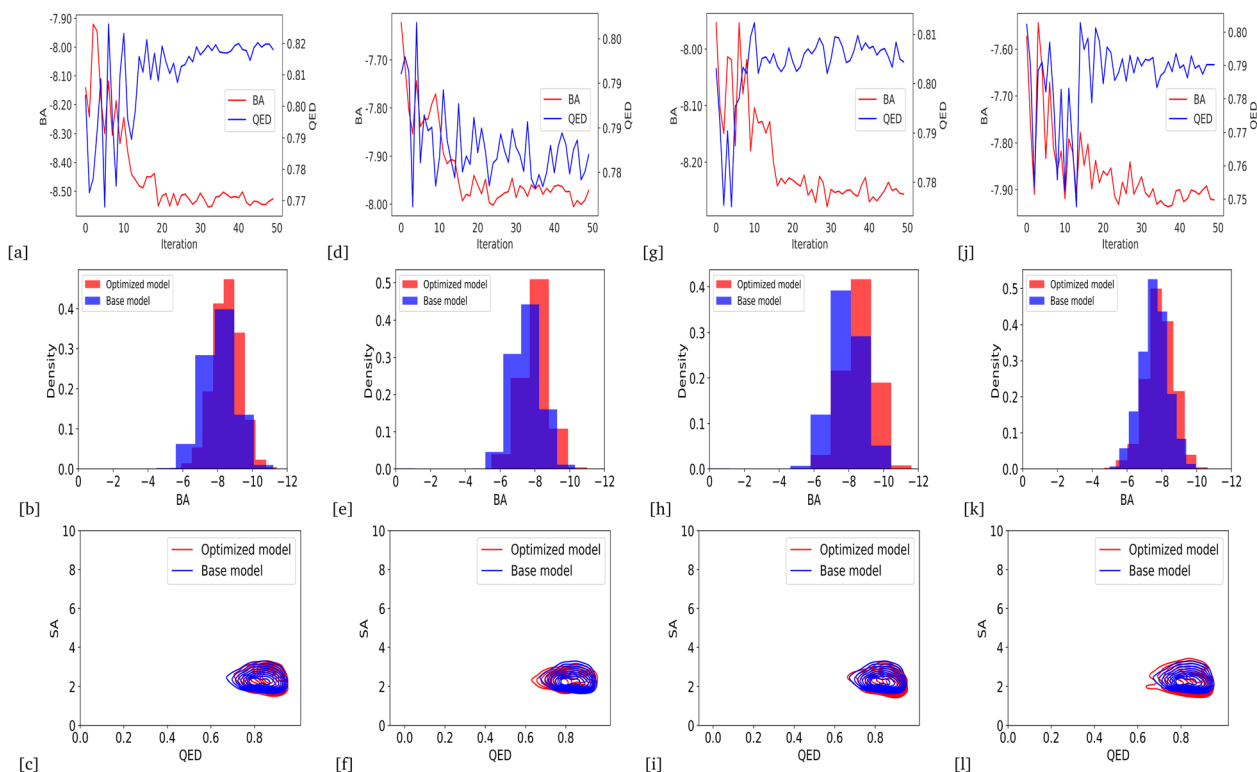 -7.90
-8.00
-8.10
-8.20
-8.30
-8.40
-8.50
BA
0.82
0.81
0.80
0.79
0.78
0.77
QED
BA
QED
0 10 20 30 40 50
Iteration
[a]
-7.70
-7.80
-7.90
-8.00
BA
0.80
0.79
0.79
0.78
QED
BA
QED
0 10 20 30 40 50
Iteration
[d]
-8.00
-8.10
-8.20
BA
0.81
0.80
0.79
0.78
QED
BA
QED
0 10 20 30 40 50
Iteration
[g]
-7.60
-7.70
-7.80
-7.90
BA
0.80
0.79
0.78
0.77
0.76
0.75
QED
BA
QED
0 10 20 30 40 50
Iteration
[j]
Optimized model
Base model
0.4
0.3
0.2
0.1
0.0
Density
0 −2 −4 −6 −8 −10 −12
BA
[b]
Optimized model
Base model
0.5
0.4
0.3
0.2
0.1
0.0
Density
0 −2 −4 −6 −8 −10 −12
BA
[e]
Optimized model
Base model
0.4
0.3
0.2
0.1
0.0
Density
0 −2 −4 −6 −8 −10 −12
BA
[h]
Optimized model
Base model
0.5
0.4
0.3
0.2
0.1
0.0
Density
0 −2 −4 −6 −8 −10 −12
BA
[k]
Optimized model
Base model
10
8
6
4
2
0
SA
0.0 0.2 0.4 0.6 0.8
QED
[c]
Optimized model
Base model
10
8
6
4
2
0
SA
0.0 0.2 0.4 0.6 0.8
QED
[f]
Optimized model
Base model
10
8
6
4
2
0
SA
0.0 0.2 0.4 0.6 0.8
QED
[i]
Optimized model
Base model
10
8
6
4
2
0
SA
0.0 0.2 0.4 0.6 0.8
QED
[l]